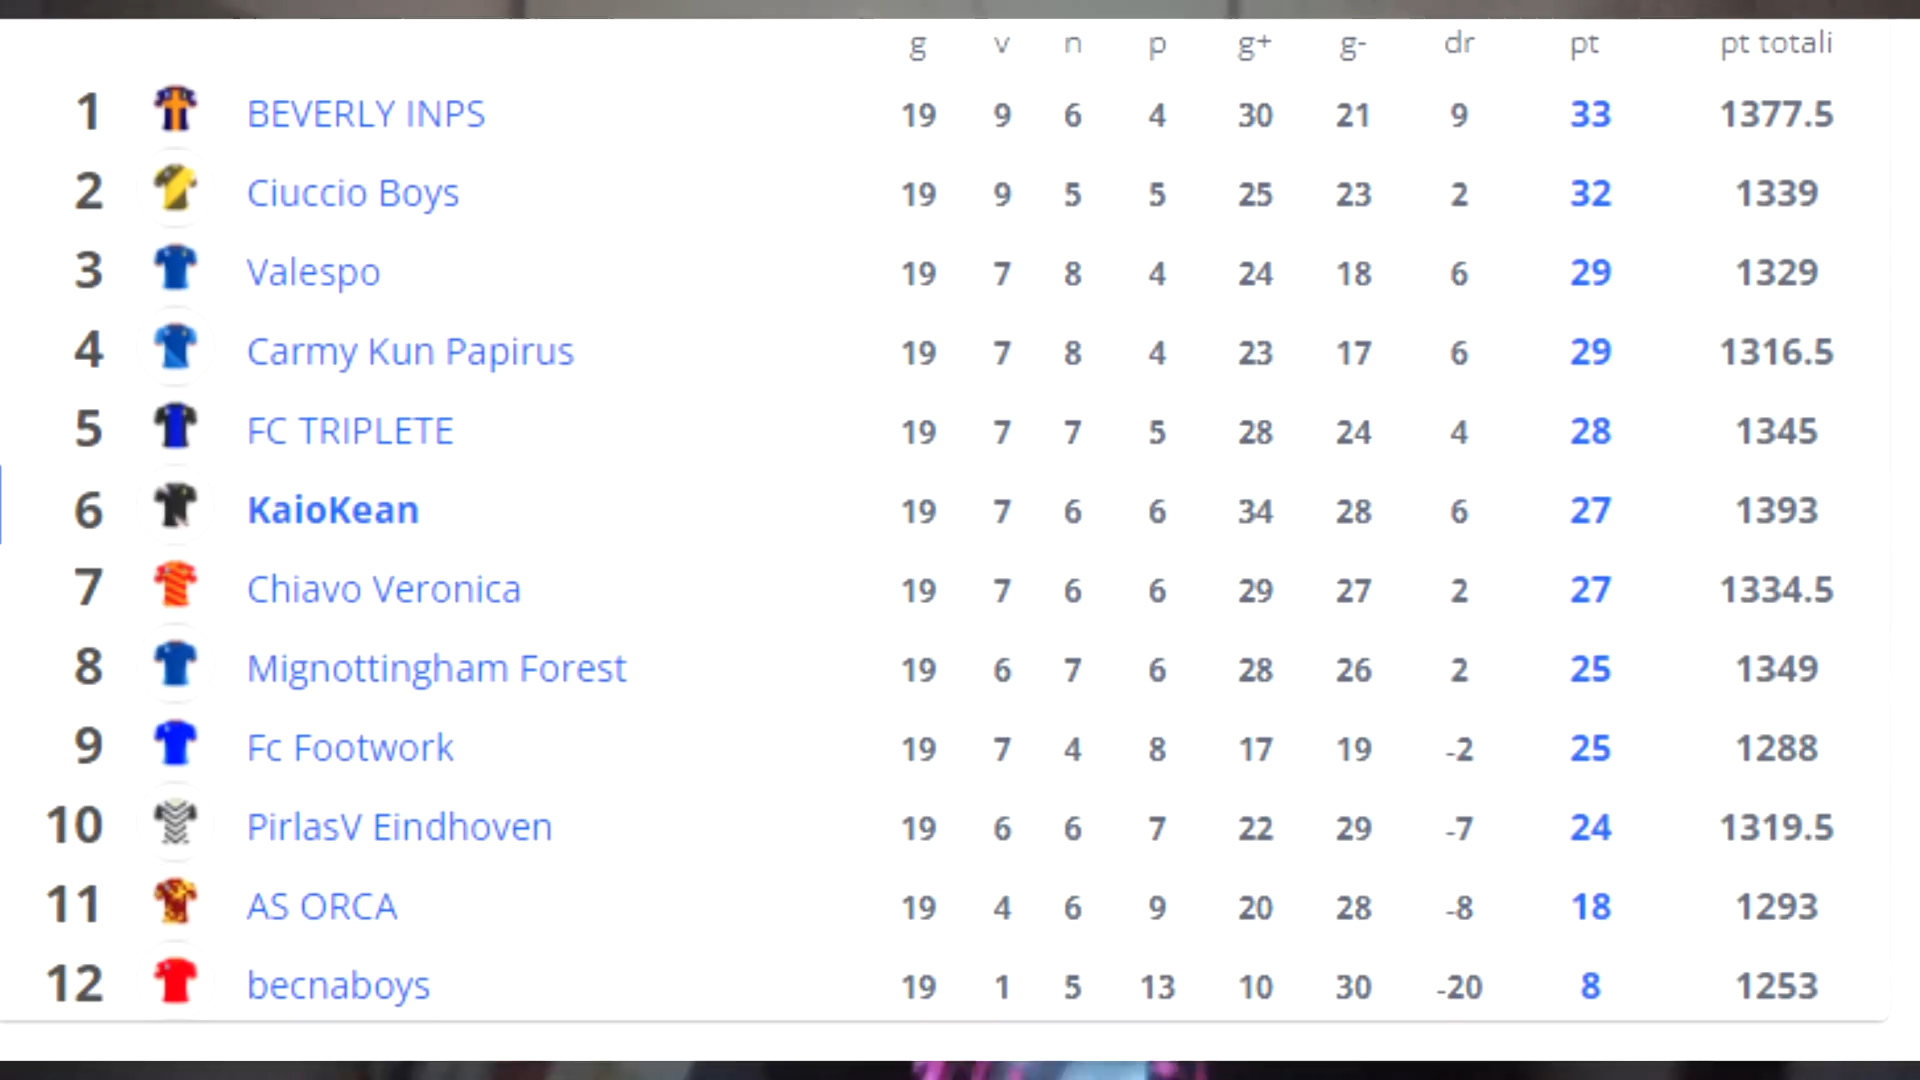 g v n p g+ g- dr pt pt totali
1 BEVERLY INPS 19 9 6 4 30 21 9 33 1377.5
2 Ciuccio Boys 19 9 5 5 25 23 2 32 1339
3 Valespo 19 7 8 4 24 18 6 29 1329
4 Carmy Kun Papirus 19 7 8 4 23 17 6 29 1316.5
5 FC TRIPLETE 19 7 7 5 28 24 4 28 1345
6 KaioKean 19 7 6 6 34 28 6 27 1393
7 Chiavo Veronica 19 7 6 6 29 27 2 27 1334.5
8 Mignottingham Forest 19 6 7 6 28 26 2 25 1349
9 Fc Footwork 19 7 4 8 17 19 -2 25 1288
10 PirlasV Eindhoven 19 6 6 7 22 29 -7 24 1319.5
11 AS ORCA 19 4 6 9 20 28 -8 18 1293
12 becnaboys 19 1 5 13 10 30 -20 8 1253